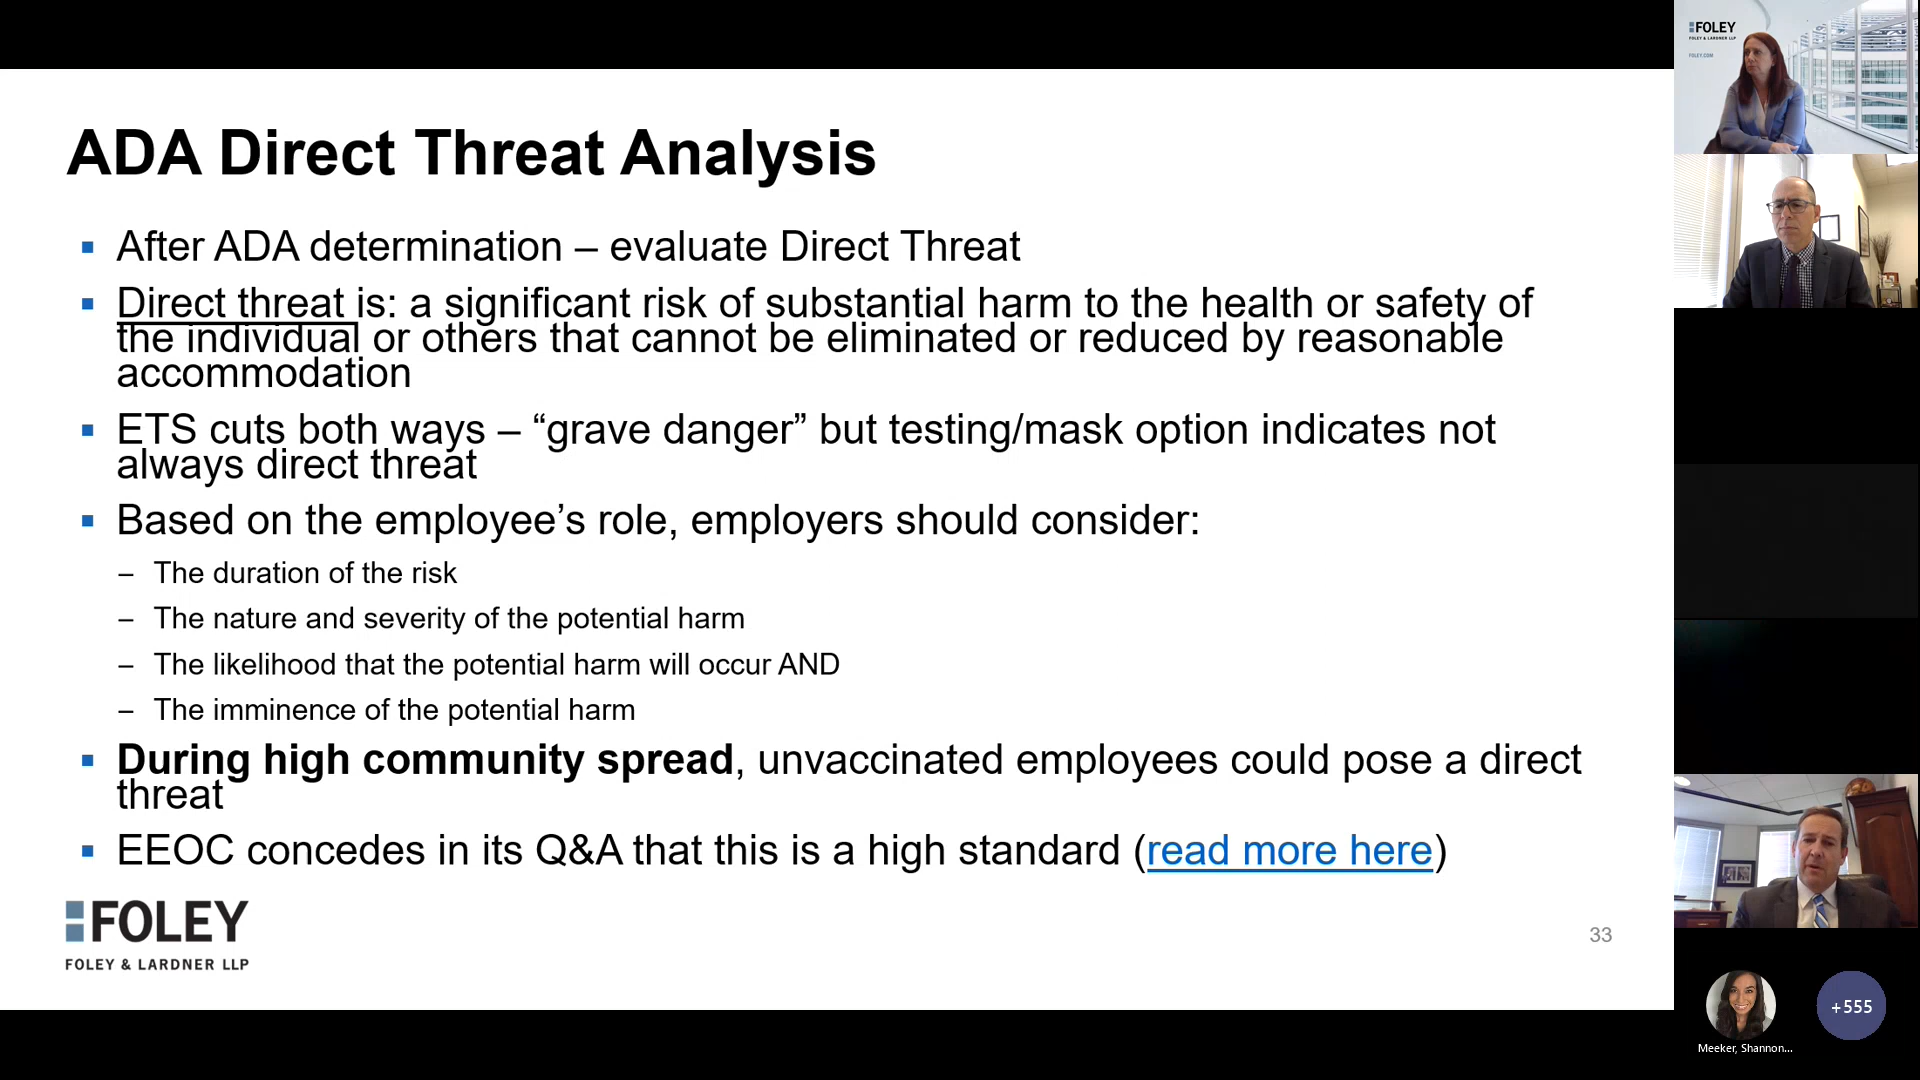 ADA Direct Threat Analysis
▪ After ADA determination – evaluate Direct Threat
▪ Direct threat is: a significant risk of substantial harm to the health or safety of
the individual or others that cannot be eliminated or reduced by reasonable
accommodation
▪ ETS cuts both ways – “grave danger” but testing/mask option indicates not
always direct threat
▪ Based on the employee’s role, employers should consider:
– The duration of the risk
– The nature and severity of the potential harm
– The likelihood that the potential harm will occur AND
– The imminence of the potential harm
▪ During high community spread, unvaccinated employees could pose a direct
threat
▪ EEOC concedes in its Q&A that this is a high standard (read more here)
FOLEY
FOLEY & LARDNER LLP
33
FOLEY
FOLEY & LARDNER LLP
FOLEY.COM
Meeker, Shannon...
+555